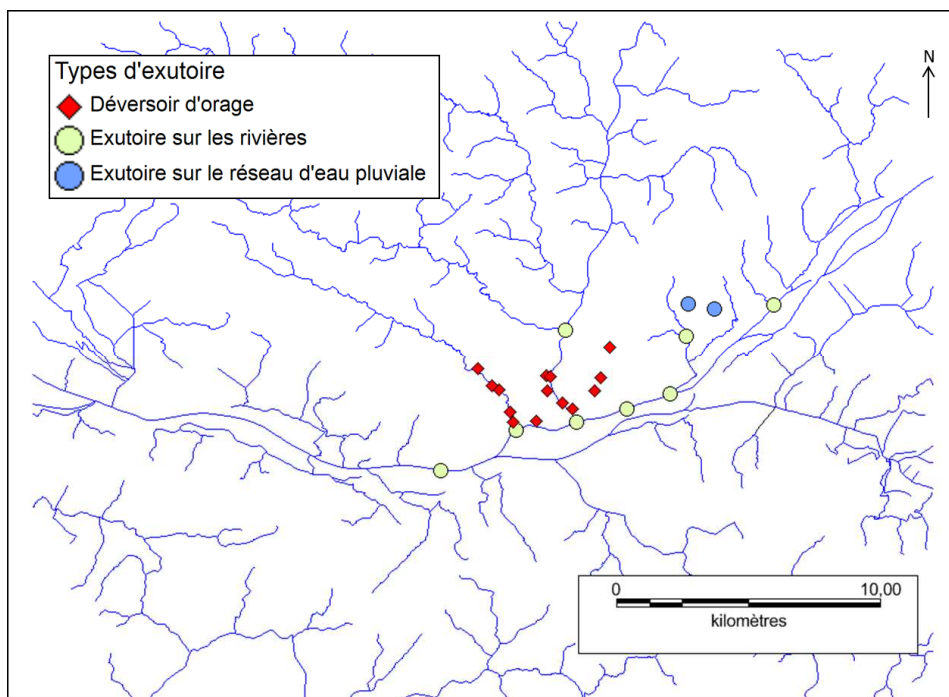 Types d'exutoire
Déversoir d'orage
Exutoire sur les rivières
Exutoire sur le réseau d'eau pluviale
N
0 10,00
kilomètres